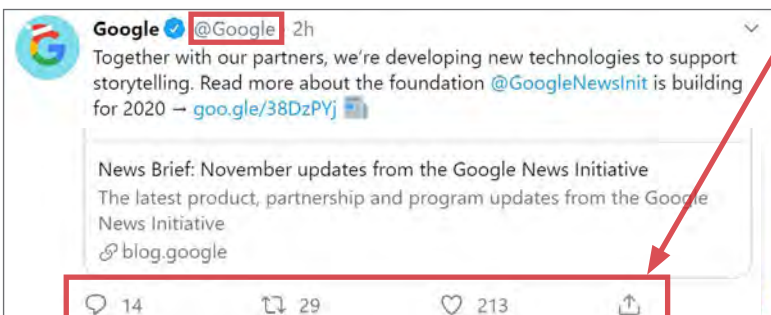 Google @Google · 2h
Together with our partners, we're developing new technologies to support
storytelling. Read more about the foundation @GoogleNewsInit is building
for 2020 → goo.gle/38DzPYj
News Brief: November updates from the Google News Initiative
The latest product, partnership and program updates from the Google
News Initiative
blog.google
14 29 213